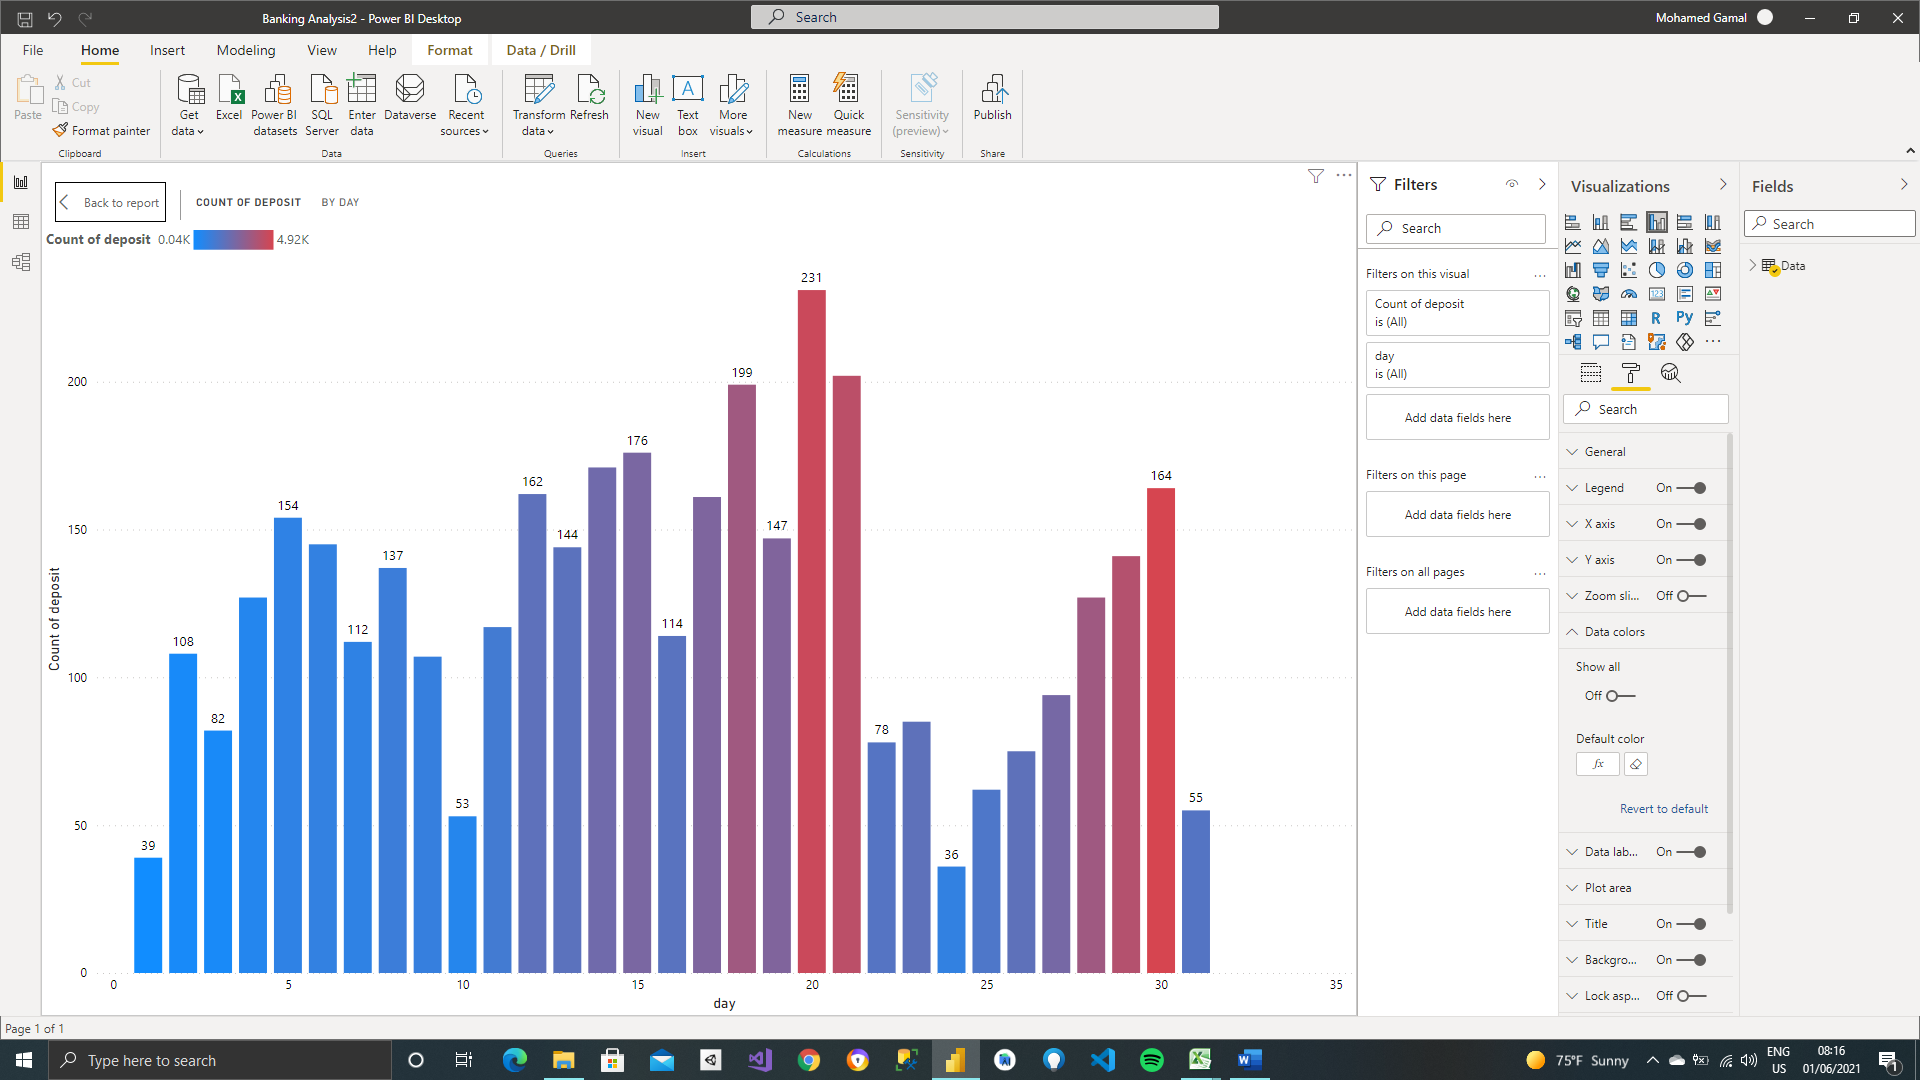 Banking Analysis2 - Power BI Desktop
Search
Mohamed Gamal
File Home Insert Modeling View Help Format Data / Drill
Paste
Cut
Copy
Format painter
Clipboard
Get data
Excel
Power BI datasets
SQL Server
Enter data
Dataverse
Recent sources
Data
Transform data
Refresh
Queries
New visual
Text box
More visuals
Insert
New measure
Quick measure
Calculations
Sensitivity (preview)
Sensitivity
Publish
Share
Back to report
COUNT OF DEPOSIT
BY DAY
Count of deposit 0.04K 4.92K
Count of deposit
200
150
100
50
0
39
108
82
154
112
137
53
162
144
176
114
199
147
231
78
36
164
55
0 5 10 15 20 25 30 35
day
Filters
Search
Filters on this visual ...
Count of deposit
is (All)
day
is (All)
Add data fields here
Filters on this page ...
Add data fields here
Filters on all pages ...
Add data fields here
Visualizations
R Py
...
Search
General
Legend On
X axis On
Y axis On
Zoom sli... Off
Data colors
Show all
Off
Default color
fx
Revert to default
Data lab... On
Plot area
Title On
Backgro... On
Lock asp... Off
Fields
Search
Data
Page 1 of 1
Type here to search
75°F Sunny
ENG
US
08:16
01/06/2021
1